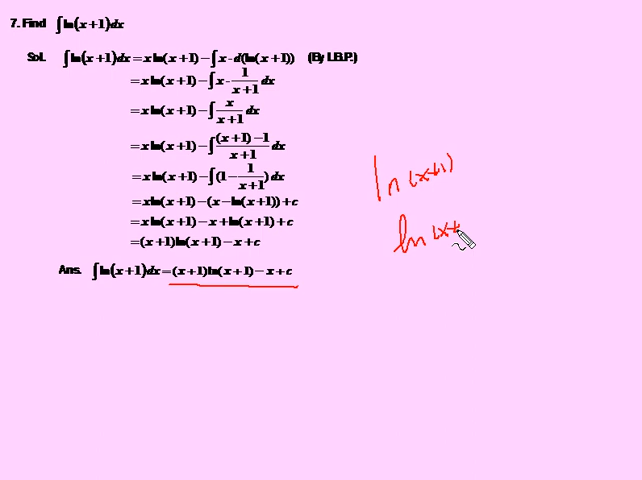 7. Find ∫ln(x+1)dx
Sol. ∫ln(x+1)dx = x ln(x+1) − ∫x·d(ln(x+1)) (By I.B.P.)
= x ln(x+1) − ∫x·1/(x+1) dx
= x ln(x+1) − ∫x/(x+1) dx
= x ln(x+1) − ∫((x+1)−1)/(x+1) dx
= x ln(x+1) − ∫(1 − 1/(x+1)) dx
= x ln(x+1) − (x − ln(x+1)) + c
= x ln(x+1) − x + ln(x+1) + c
= (x+1)ln(x+1) − x + c
Ans. ∫ln(x+1)dx = (x+1)ln(x+1) − x + c
ln(x+1)
ln(x+